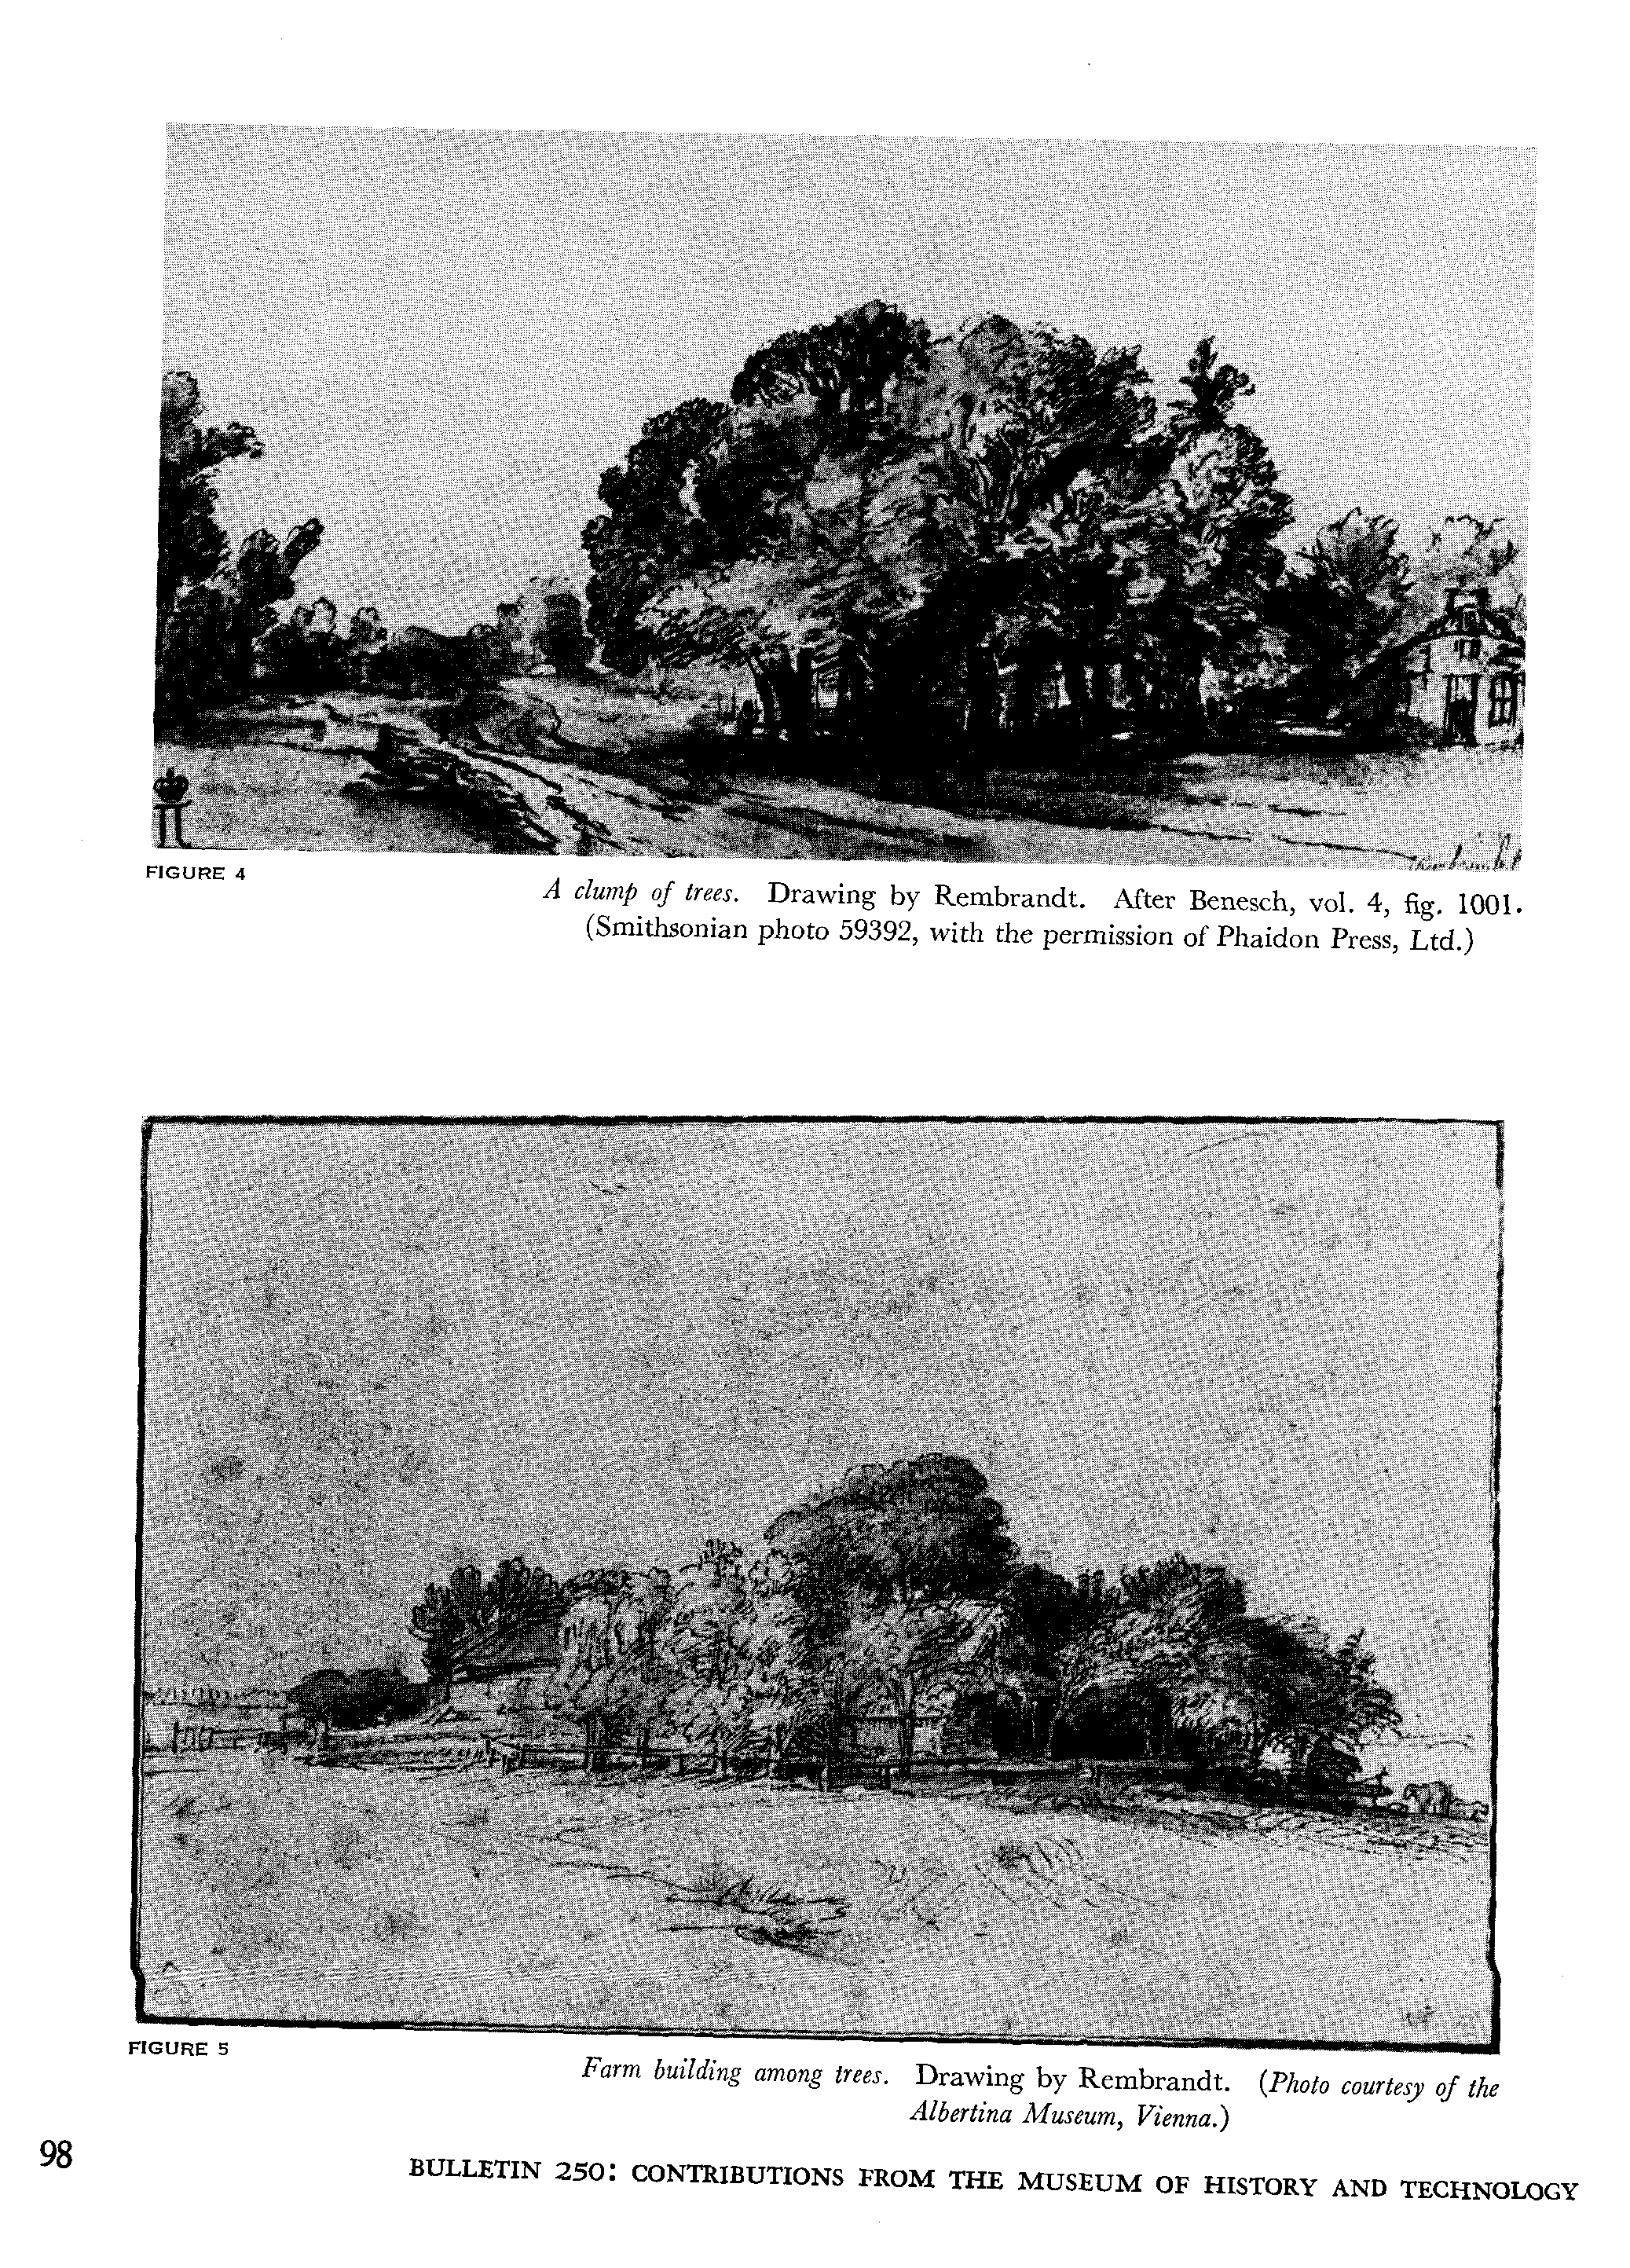 FIGURE 4
A clump of trees. Drawing by Rembrandt. After Benesch, vol. 4, fig. 1001.
(Smithsonian photo 59392, with the permission of Phaidon Press, Ltd.)
FIGURE 5
Farm building among trees. Drawing by Rembrandt. (Photo courtesy of the
Albertina Museum, Vienna.)
98
BULLETIN 250: CONTRIBUTIONS FROM THE MUSEUM OF HISTORY AND TECHNOLOGY